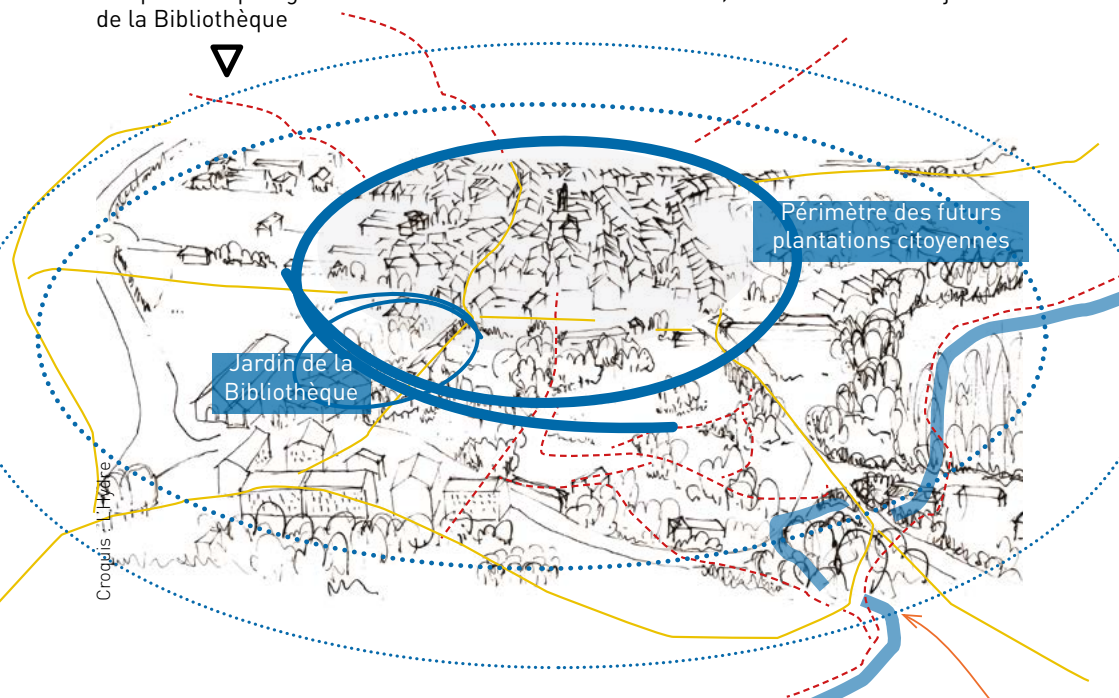 de la Bibliothèque
Périmètre des futurs
plantations citoyennes
Jardin de la
Bibliothèque
Croquis : L'Hydre